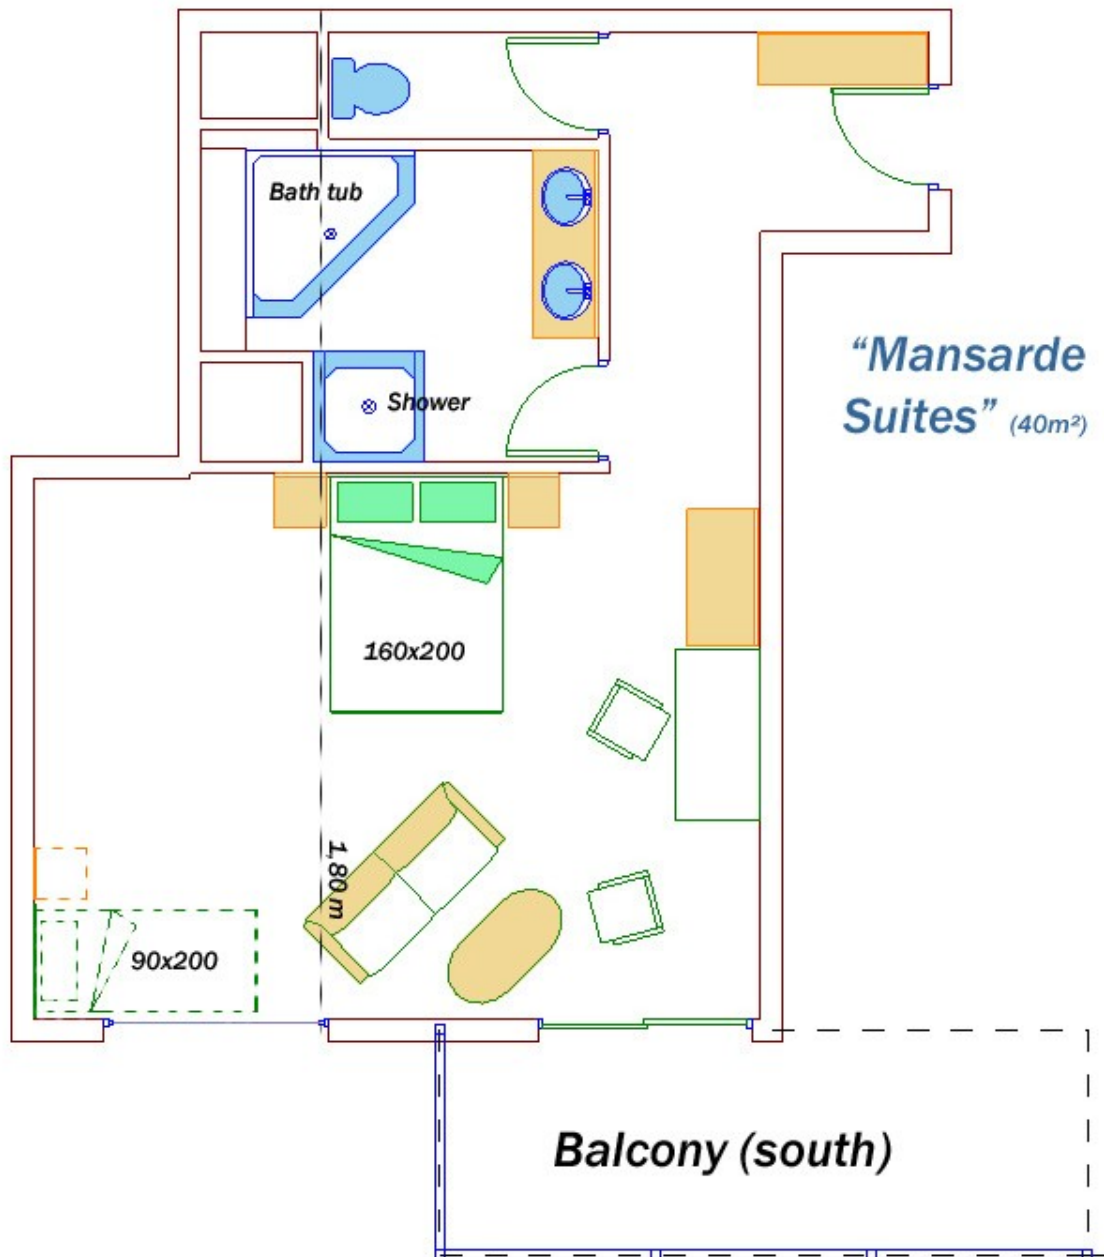 Bath tub
“Mansarde
Suites” (40m²)
Shower
160x200
1,80 m
90x200
Balcony (south)